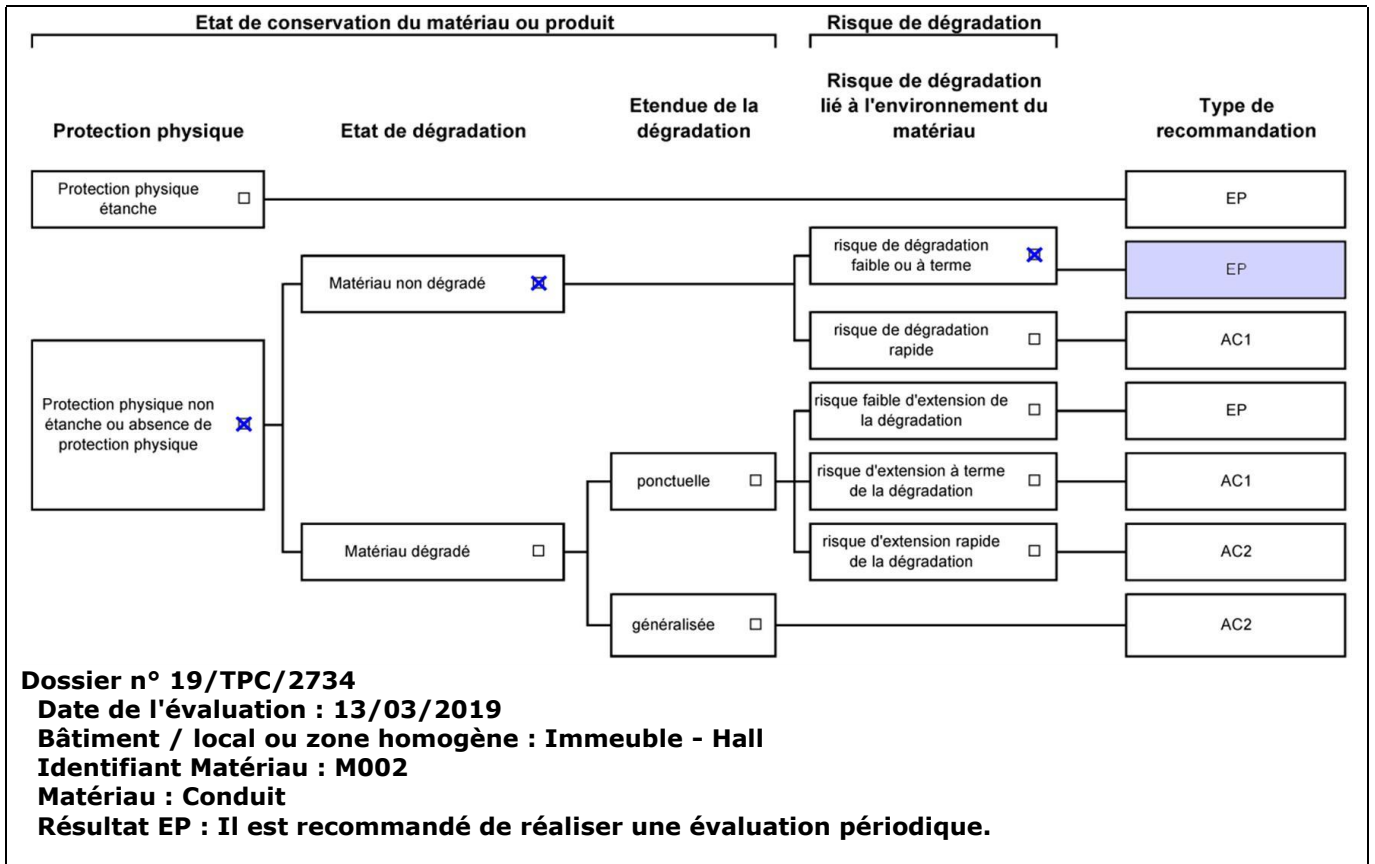 Etat de conservation du matériau ou produit
Risque de dégradation
Protection physique
Etat de dégradation
Etendue de la
dégradation
Risque de dégradation
lié à l'environnement du
matériau
Type de
recommandation
Protection physique
étanche
EP
risque de dégradation
faible ou à terme
EP
Matériau non dégradé
risque de dégradation
rapide
AC1
Protection physique non
étanche ou absence de
protection physique
risque faible d'extension de
la dégradation
EP
ponctuelle
risque d'extension à terme
de la dégradation
AC1
Matériau dégradé
risque d'extension rapide
de la dégradation
AC2
généralisée
AC2
Dossier n° 19/TPC/2734
Date de l'évaluation : 13/03/2019
Bâtiment / local ou zone homogène : Immeuble - Hall
Identifiant Matériau : M002
Matériau : Conduit
Résultat EP : Il est recommandé de réaliser une évaluation périodique.